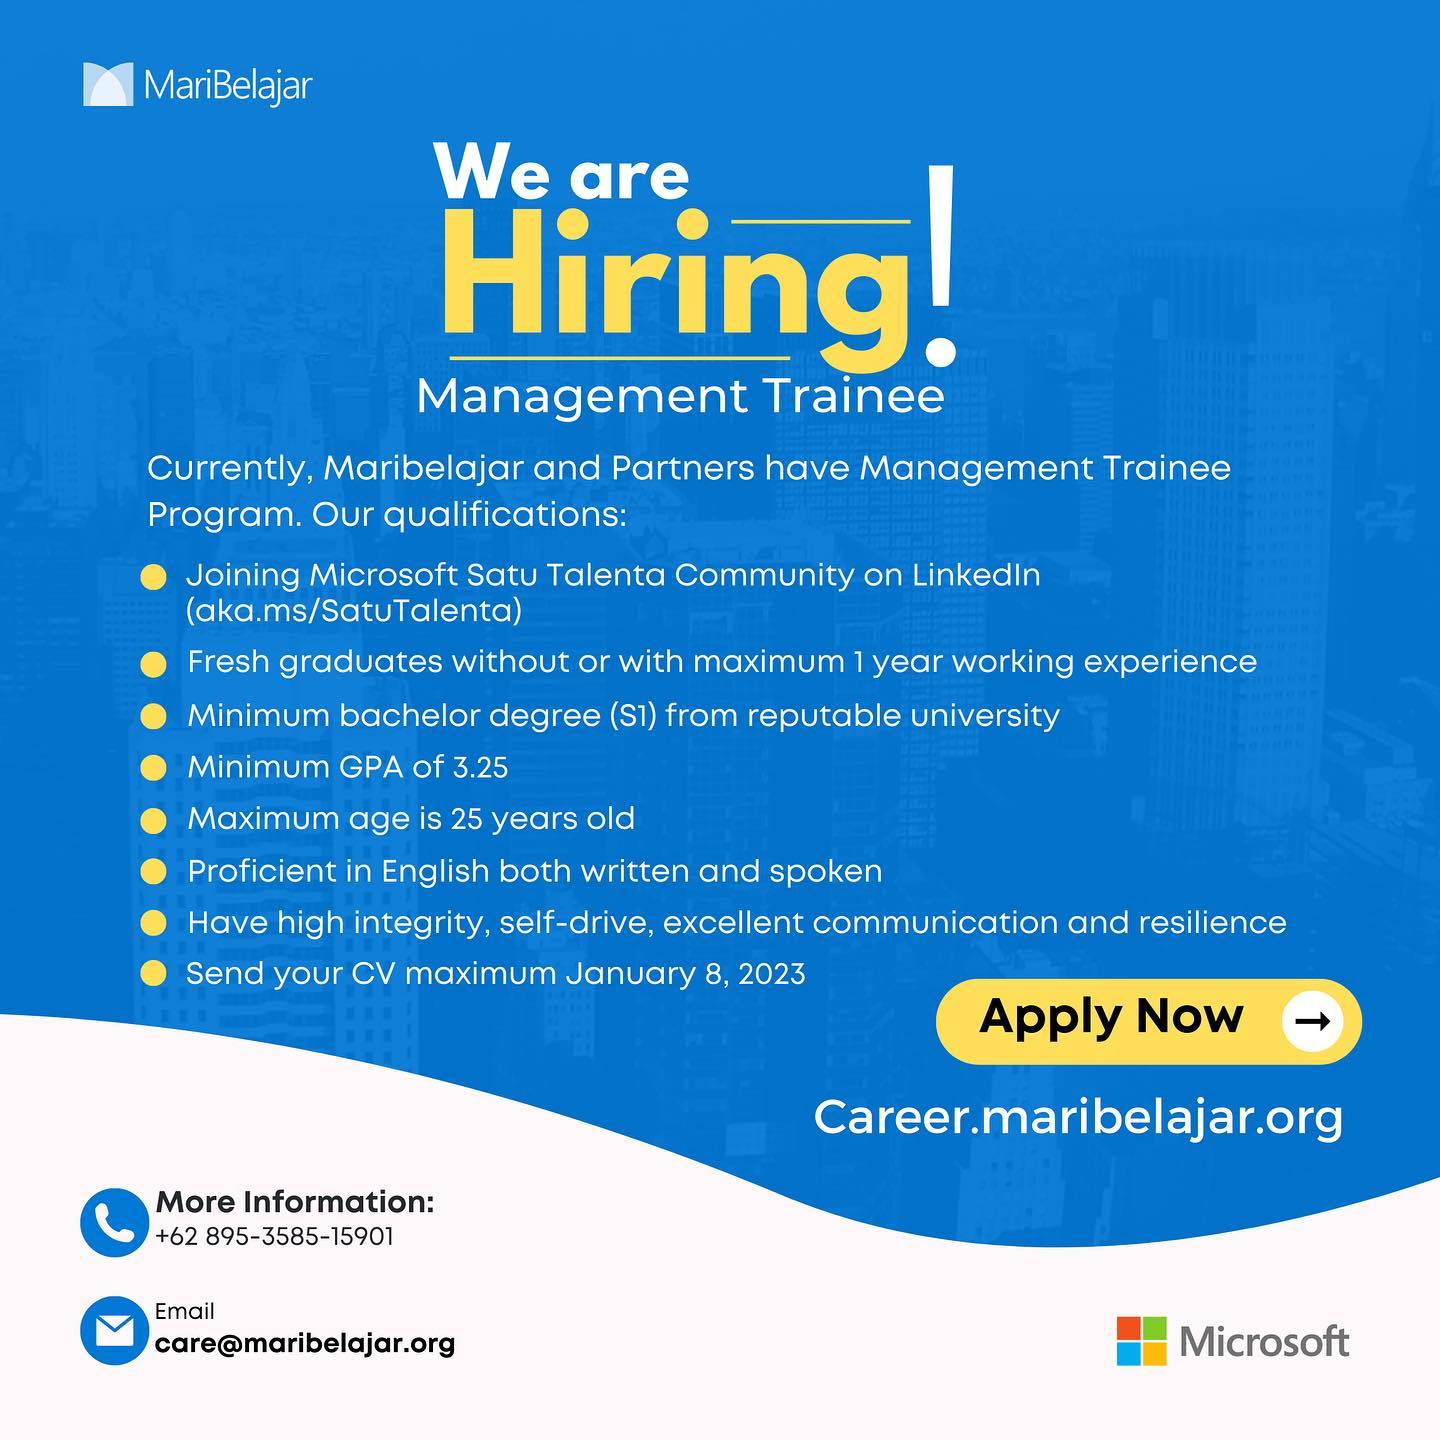 MariBelajar
We are
Hiring!
Management Trainee
Currently, Maribelajar and Partners have Management Trainee
Program. Our qualifications:
Joining Microsoft Satu Talenta Community on LinkedIn
(aka.ms/SatuTalenta)
Fresh graduates without or with maximum 1 year working experience
Minimum bachelor degree (S1) from reputable university
Minimum GPA of 3.25
Maximum age is 25 years old
Proficient in English both written and spoken
Have high integrity, self-drive, excellent communication and resilience
Send your CV maximum January 8, 2023
Apply Now
Career.maribelajar.org
More Information:
+62 895-3585-15901
Email
care@maribelajar.org
Microsoft